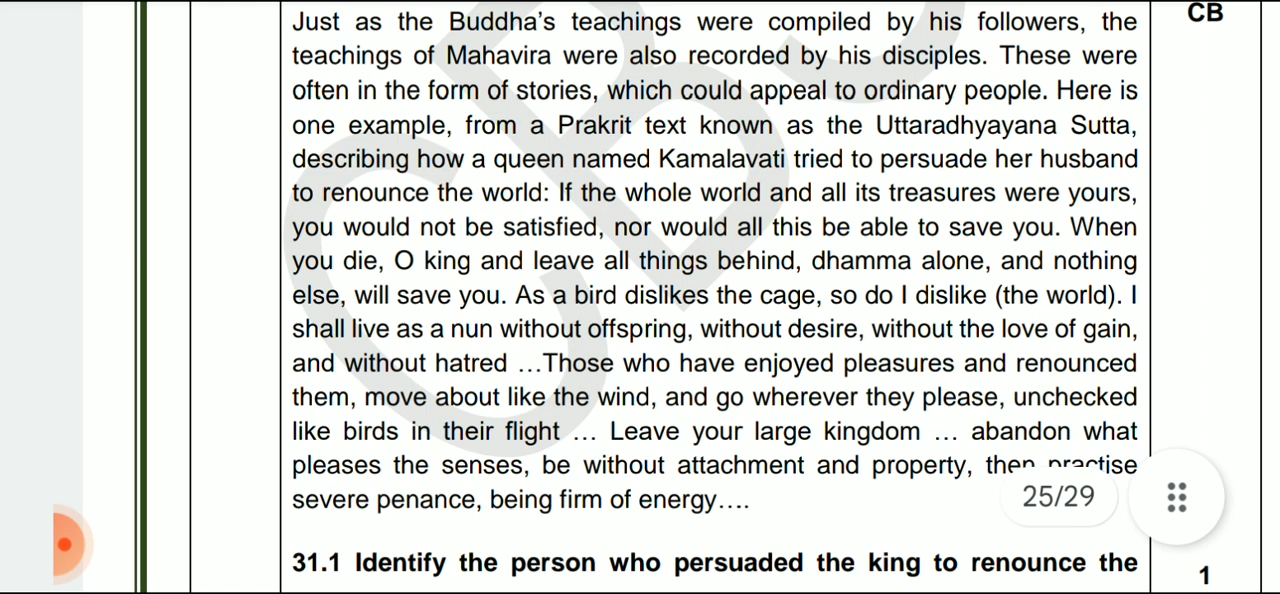 Just as the Buddha's teachings were compiled by his followers, the
CB
teachings of Mahavira were also recorded by his disciples. These were
often in the form of stories, which could appeal to ordinary people. Here is
one example, from a Prakrit text known as the Uttaradhyayana Sutta,
describing how a queen named Kamalavati tried to persuade her husband
to renounce the world: If the whole world and all its treasures were yours,
you would not be satisfied, nor would all this be able to save you. When
you die, O king and leave all things behind, dhamma alone, and nothing
else, will save you. As a bird dislikes the cage, so do I dislike (the world). I
shall live as a nun without offspring, without desire, without the love of gain,
and without hatred …Those who have enjoyed pleasures and renounced
them, move about like the wind, and go wherever they please, unchecked
like birds in their flight … Leave your large kingdom … abandon what
pleases the senses, be without attachment and property, then practise
severe penance, being firm of energy….
25/29
31.1 Identify the person who persuaded the king to renounce the
1